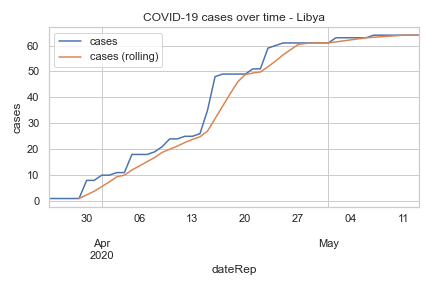 COVID-19 cases over time - Libya
cases
cases (rolling)
cases
60
50
40
30
20
10
0
30 06 13 20 27 04 11
Apr May
2020
dateRep